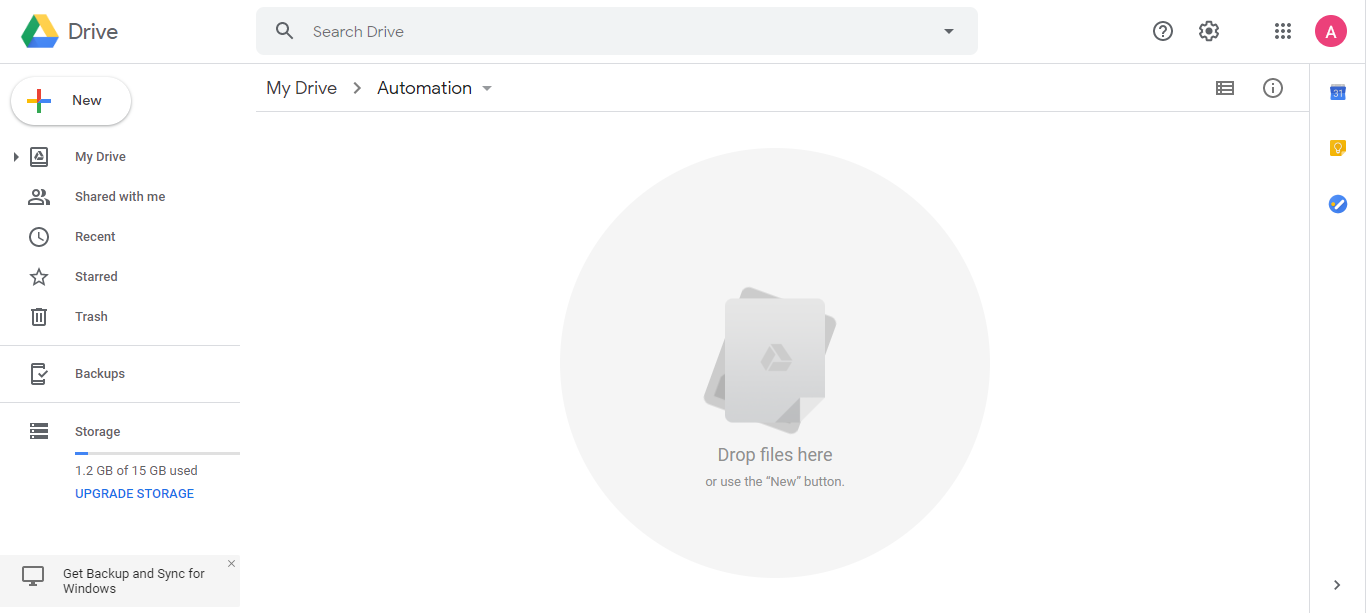 Drive
Search Drive
A
New
My Drive
Automation
31
My Drive
Shared with me
Recent
Starred
Trash
Backups
Storage
1.2 GB of 15 GB used
UPGRADE STORAGE
Drop files here
or use the “New” button.
Get Backup and Sync for
Windows